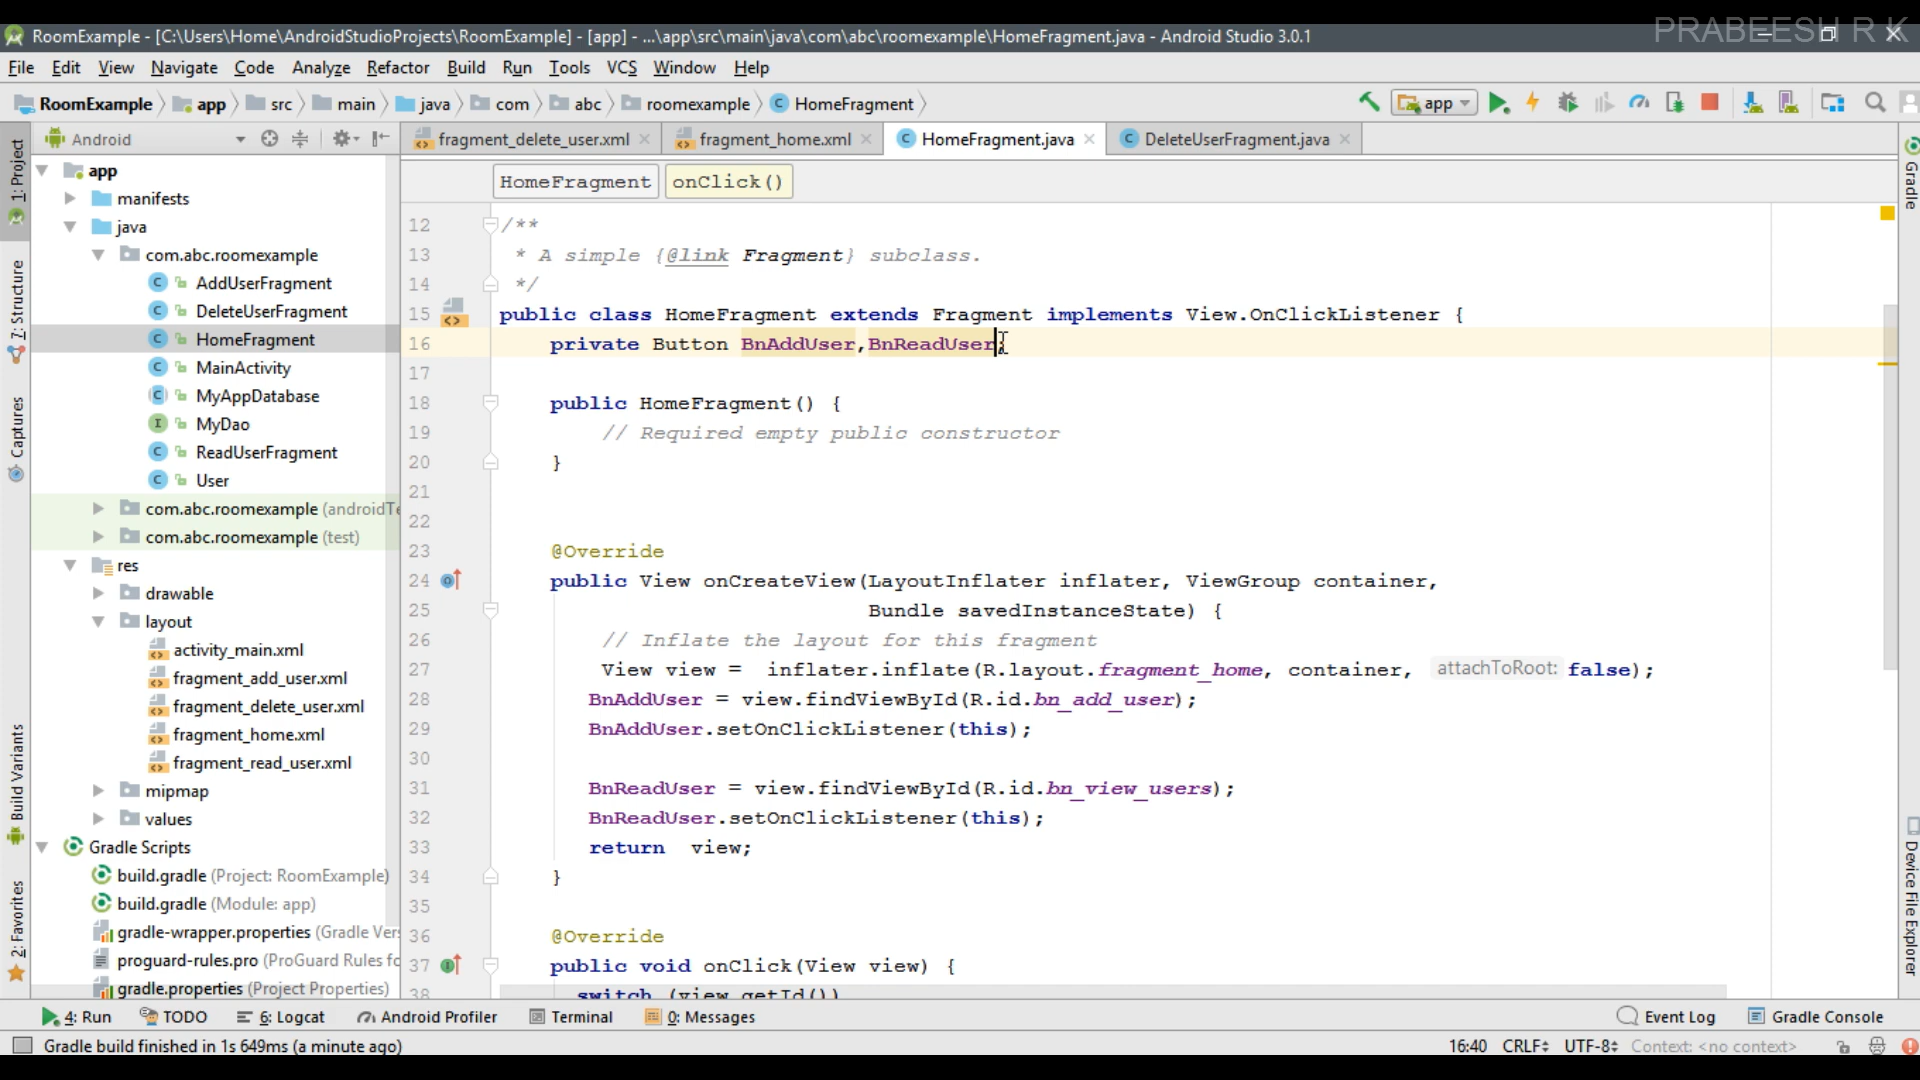 PRABEESH R K
RoomExample - [C:\Users\Home\AndroidStudioProjects\RoomExample] - [app] - ...\app\src\main\java\com\abc\roomexample\HomeFragment.java - Android Studio 3.0.1
File Edit View Navigate Code Analyze Refactor Build Run Tools VCS Window Help
RoomExample app src main java com abc roomexample HomeFragment app
Android
fragment_delete_user.xml fragment_home.xml HomeFragment.java DeleteUserFragment.java
HomeFragment onClick()
1: Project
7: Structure
Captures
Build Variants
2: Favorites
app
manifests
java
com.abc.roomexample
AddUserFragment
DeleteUserFragment
HomeFragment
MainActivity
MyAppDatabase
MyDao
ReadUserFragment
User
com.abc.roomexample (androidTe
com.abc.roomexample (test)
res
drawable
layout
activity_main.xml
fragment_add_user.xml
fragment_delete_user.xml
fragment_home.xml
fragment_read_user.xml
mipmap
values
Gradle Scripts
build.gradle (Project: RoomExample)
build.gradle (Module: app)
gradle-wrapper.properties (Gradle Vers
proguard-rules.pro (ProGuard Rules fo
gradle.properties (Project Properties)
12 /**
13 * A simple {@link Fragment} subclass.
14 */
15 public class HomeFragment extends Fragment implements View.OnClickListener {
16 private Button BnAddUser,BnReadUser;
17
18 public HomeFragment() {
19 // Required empty public constructor
20 }
21
22
23 @Override
24 public View onCreateView(LayoutInflater inflater, ViewGroup container,
25 Bundle savedInstanceState) {
26 // Inflate the layout for this fragment
27 View view = inflater.inflate(R.layout.fragment_home, container, attachToRoot: false);
28 BnAddUser = view.findViewById(R.id.bn_add_user);
29 BnAddUser.setOnClickListener(this);
30
31 BnReadUser = view.findViewById(R.id.bn_view_users);
32 BnReadUser.setOnClickListener(this);
33 return view;
34 }
35
36 @Override
37 public void onClick(View view) {
38 switch (view.getId())
Gradle
Device File Explorer
4: Run TODO 6: Logcat Android Profiler Terminal 0: Messages Event Log Gradle Console
Gradle build finished in 1s 649ms (a minute ago) 16:40 CRLF UTF-8 Context: <no context>